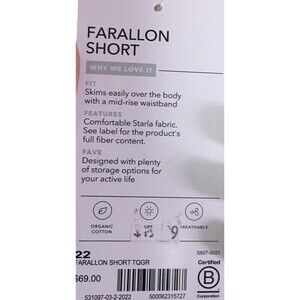 FARALLON
SHORT
WHY WE LOVE IT
FIT
Skims easily over the body
with a mid-rise waistband
FEATURES
Comfortable Starla fabric.
See label for the product's
full fiber content.
FAVE
Designed with plenty
of storage options for
your active life
ORGANIC
COTTON
UPF
BREATHABLE
22
S807-0021
FARALLON SHORT TQGR
Certified
$69.00
B
531097-03-2-2022
500062315727
Corporation